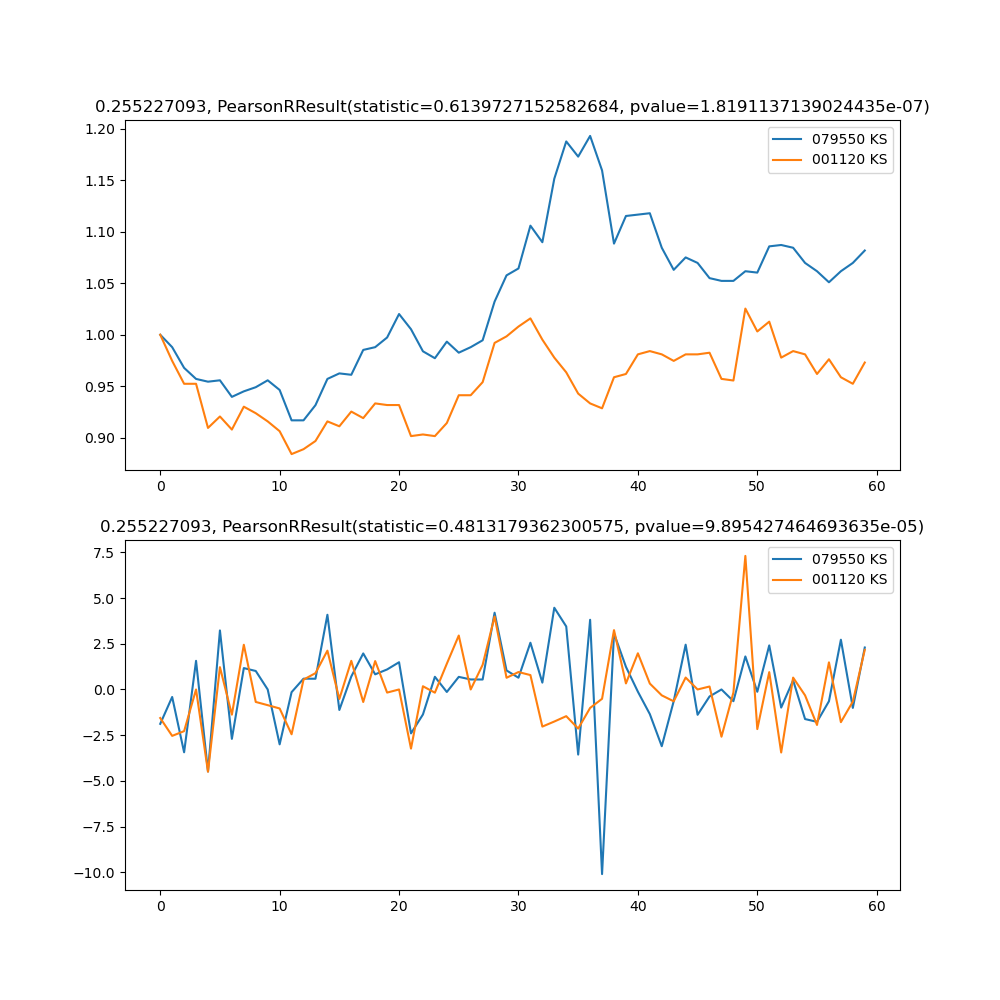 0.255227093, PearsonRResult(statistic=0.6139727152582684, pvalue=1.8191137139024435e-07)
079550 KS
001120 KS
1.20
1.15
1.10
1.05
1.00
0.95
0.90
0 10 20 30 40 50 60
0.255227093, PearsonRResult(statistic=0.4813179362300575, pvalue=9.895427464693635e-05)
079550 KS
001120 KS
7.5
5.0
2.5
0.0
−2.5
−5.0
−7.5
−10.0
0 10 20 30 40 50 60